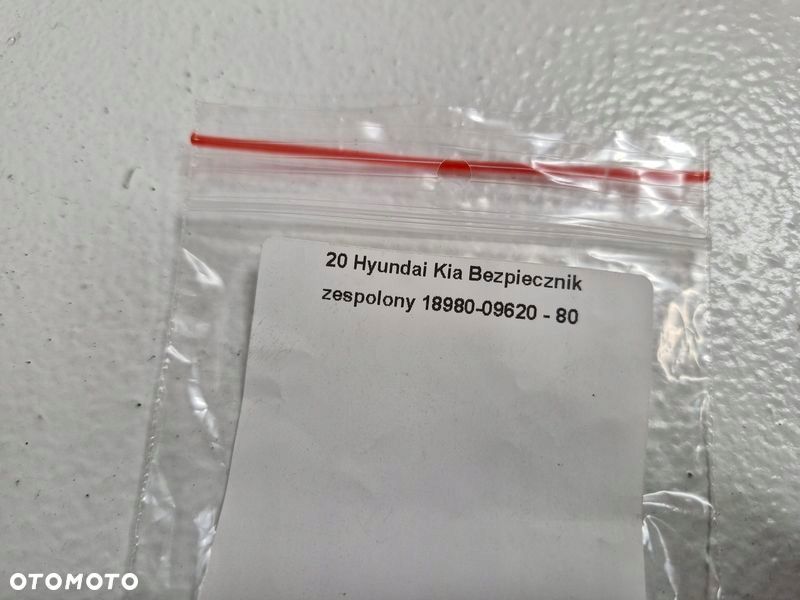 20 Hyundai Kia Bezpiecznik
zespolony 18980-09620 - 80
OTOMOTO